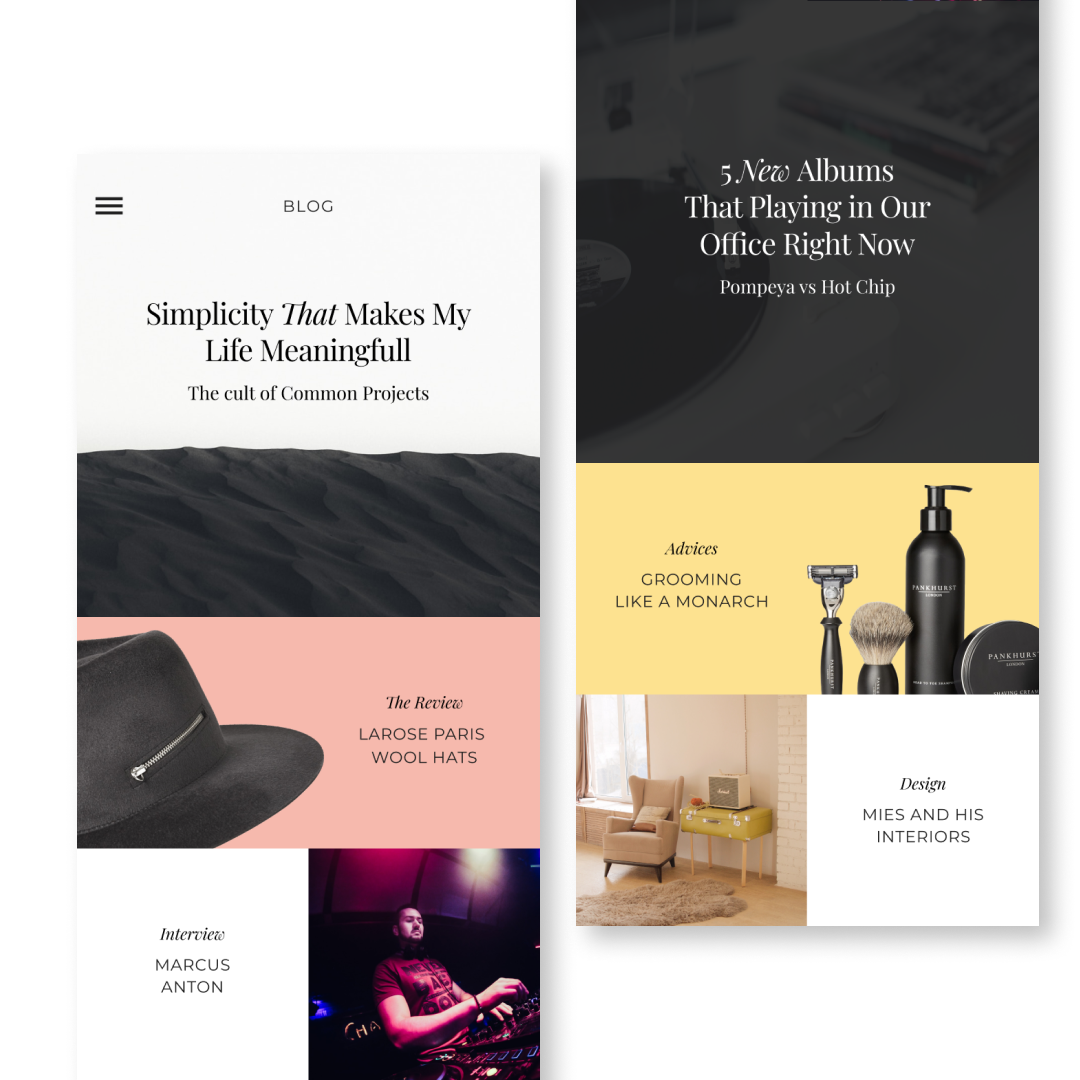 BLOG
Simplicity That Makes My
Life Meaningfull
The cult of Common Projects
The Review
LAROSE PARIS
WOOL HATS
Interview
MARCUS
ANTON
5 New Albums
That Playing in Our
Office Right Now
Pompeya vs Hot Chip
Advices
GROOMING
LIKE A MONARCH
PANKHURST
LONDON
PANKHURST
LONDON
SHAVING CREAM
Design
MIES AND HIS
INTERIORS